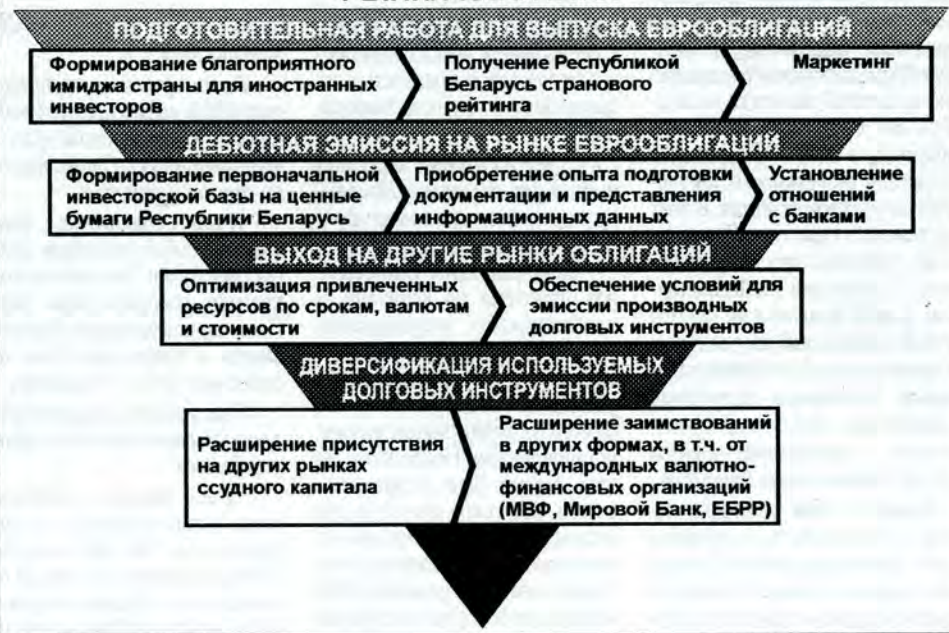 ПОДГОТОВИТЕЛЬНАЯ РАБОТА ДЛЯ ВЫПУСКА ЕВРООБЛИГАЦИЙ
Формирование благоприятного
имиджа страны для иностранных
инвесторов
Получение Республикой
Беларусь странового
рейтинга
Маркетинг
ДЕБЮТНАЯ ЭМИССИЯ НА РЫНКЕ ЕВРООБЛИГАЦИЙ
Формирование первоначальной
инвесторской базы на ценные
бумаги Республики Беларусь
Приобретение опыта подготовки
документации и представления
информационных данных
Установление
отношений
с банками
ВЫХОД НА ДРУГИЕ РЫНКИ ОБЛИГАЦИЙ
Оптимизация привлеченных
ресурсов по срокам, валютам
и стоимости
Обеспечение условий для
эмиссии производных
долговых инструментов
ДИВЕРСИФИКАЦИЯ ИСПОЛЬЗУЕМЫХ
ДОЛГОВЫХ ИНСТРУМЕНТОВ
Расширение присутствия
на других рынках
ссудного капитала
Расширение заимствований
в других формах, в т.ч. от
международных валютно-
финансовых организаций
(МВФ, Мировой Банк, ЕБРР)